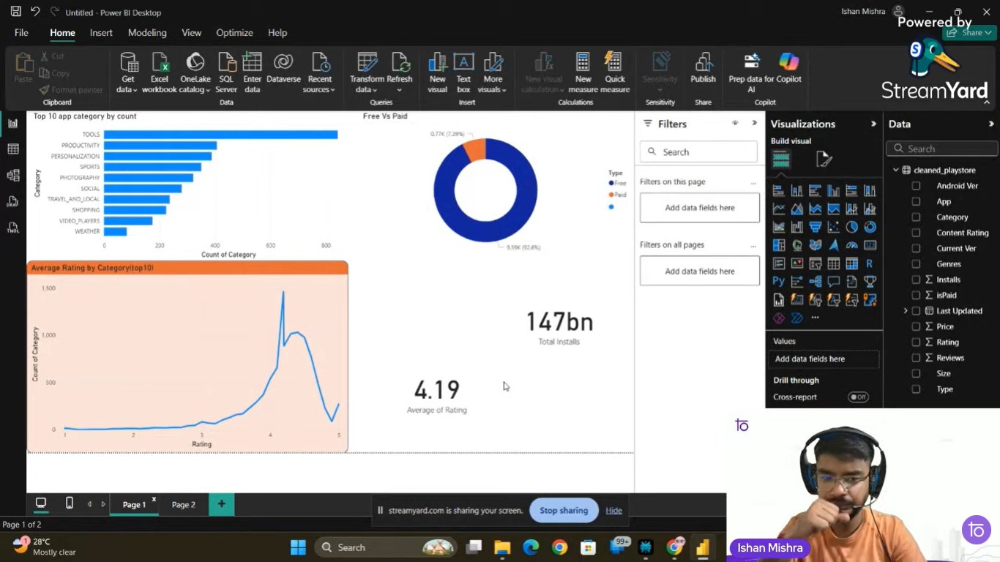 Untitled - Power BI Desktop
Ishan Mishra
Powered by
StreamYard
File Home Insert Modeling View Optimize Help
Share
Paste
Cut
Copy
Format painter
Clipboard
Get data
Excel workbook
OneLake catalog
SQL Server
Enter data
Dataverse
Recent sources
Data
Transform data
Refresh
Queries
New visual
Text box
More visuals
Insert
New visual calculation
New measure
Quick measure
Calculations
Sensitivity
Sensitivity
Publish
Share
Prep data for AI
Copilot
Copilot
Top 10 app category by count
TOOLS
PRODUCTIVITY
PERSONALIZATION
SPORTS
PHOTOGRAPHY
SOCIAL
TRAVEL_AND_LOCAL
SHOPPING
VIDEO_PLAYERS
WEATHER
Category
0 200 400 600 800
Count of Category
Free Vs Paid
0.77K (7.39%)
9.59K (92.6%)
Type
Free
Paid
Average Rating by Category(top10)
1,500
1,000
500
0
Count of Category
1 2 3 4 5
Rating
147bn
Total Installs
4.19
Average of Rating
Filters
Search
Filters on this page
...
Add data fields here
Filters on all pages
...
Add data fields here
Visualizations
Build visual
R
Py
...
Values
Add data fields here
Drill through
Cross-report
Off
Data
Search
cleaned_playstore
Android Ver
App
Category
Content Rating
Current Ver
Genres
Installs
isPaid
Last Updated
Price
Rating
Reviews
Size
Type
Page 1
Page 2
+
streamyard.com is sharing your screen.
Stop sharing
Hide
Page 1 of 2
1
28°C
Mostly clear
Search
99+
Ishan Mishra